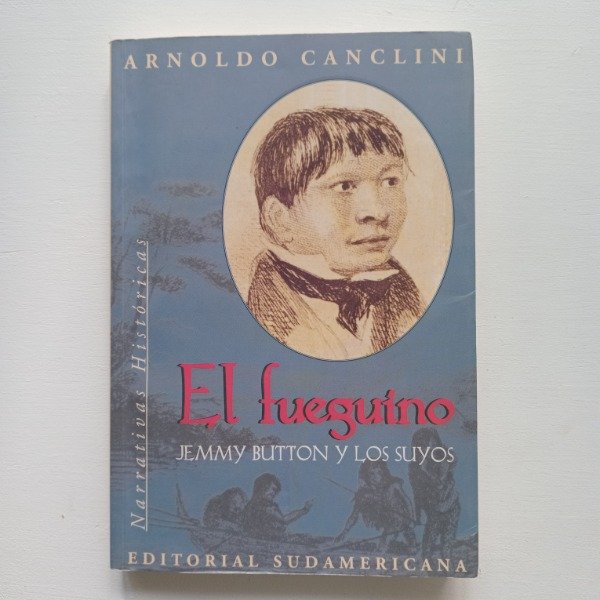 ARNOLDO CANCLINI
Narrativas Históricas
El fueguino
JEMMY BUTTON Y LOS SUYOS
EDITORIAL SUDAMERICANA